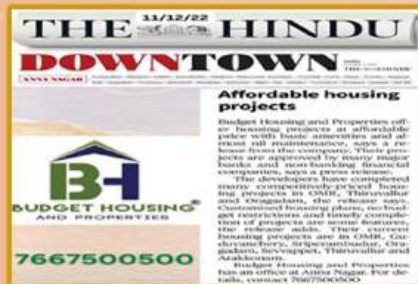 11/12/22
THE HINDU
DOWNTOWN
ANNA NAGAR
Affordable housing
projects
Budget Housing and Properties off-
er housing projects at affordable
price with basic amenities and al-
most nil maintenance, says a re-
lease from the company. Their pro-
jects are approved by many major
banks and non-banking financial
companies, says a press release.
The developers have completed
many competitively-priced hous-
ing projects in OMR, Thiruvallur
and Oragadam, the release says.
Customised housing plans, no bud-
get restrictions and timely comple-
tion of projects are some features,
the release adds. Their current
housing projects are in OMR, Gu-
duvanchery, Sriperumbudur, Ora-
gadam, Sevvapet, Thiruvallur and
Arakkonam.
Budget Housing and Properties
has an office at Anna Nagar. For de-
tails, contact 7667500500
BH
BUDGET HOUSING
AND PROPERTIES
7667500500